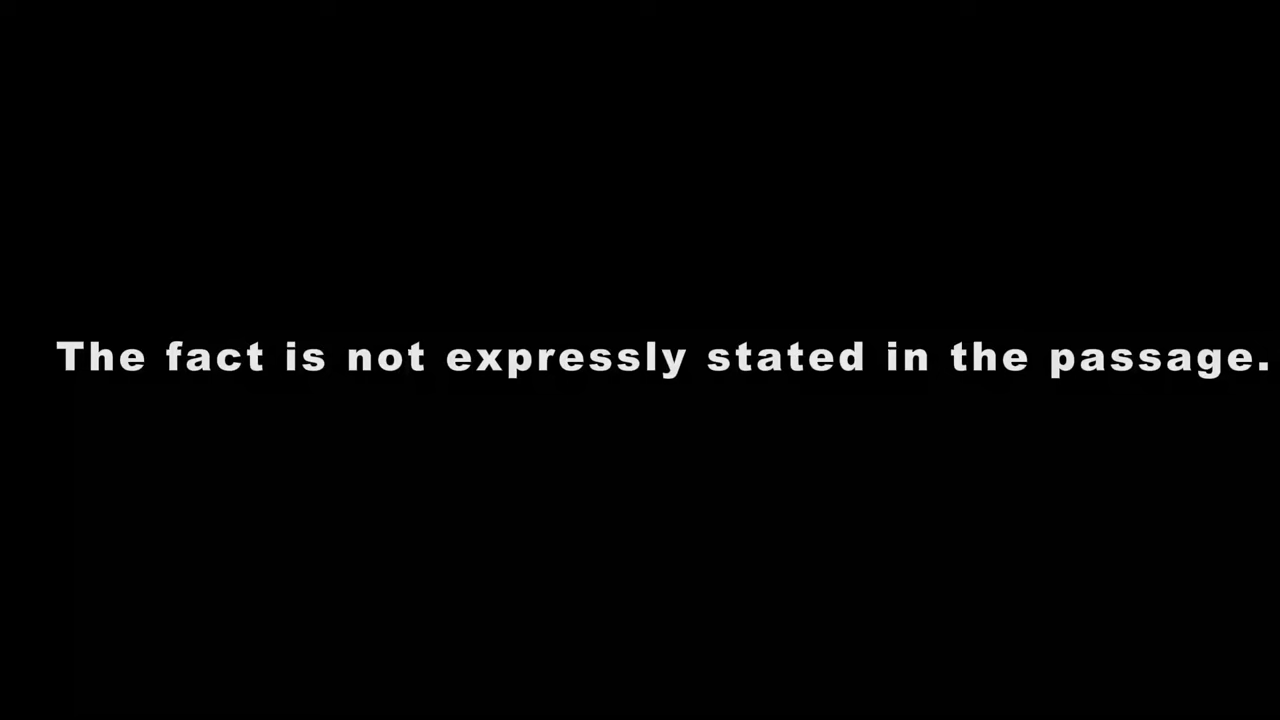 The fact is not expressly stated in the passage.